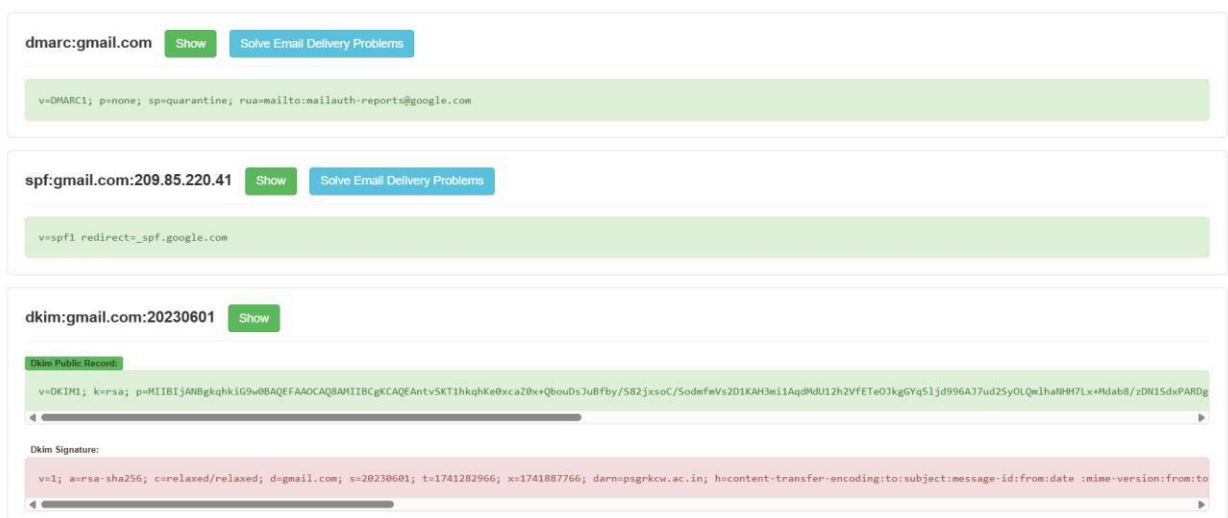 dmarc:gmail.com Show Solve Email Delivery Problems
v=DMARC1; p=none; sp=quarantine; rua=mailto:mailauth-reports@google.com
spf:gmail.com:209.85.220.41 Show Solve Email Delivery Problems
v=spf1 redirect=_spf.google.com
dkim:gmail.com:20230601 Show
Dkim Public Record:
v=DKIM1; k=rsa; p=MIIBIjANBgkqhkiG9w0BAQEFAAOCAQ8AMIIBCgKCAQEAntvSKT1hkqhKe0xcaZ0x+QbouDsJuBfby/S82jxsoC/SodmfmVs2D1KAH3mi1AqdMdU12h2VfETeOJkgGYq5ljd996AJ7ud2SyOLQmlhaNHH7Lx+Mdab8/zDN1SdxPARDg
Dkim Signature:
v=1; a=rsa-sha256; c=relaxed/relaxed; d=gmail.com; s=20230601; t=1741282966; x=1741887766; darn=psgrkcw.ac.in; h=content-transfer-encoding:to:subject:message-id:from:date :mime-version:from:to